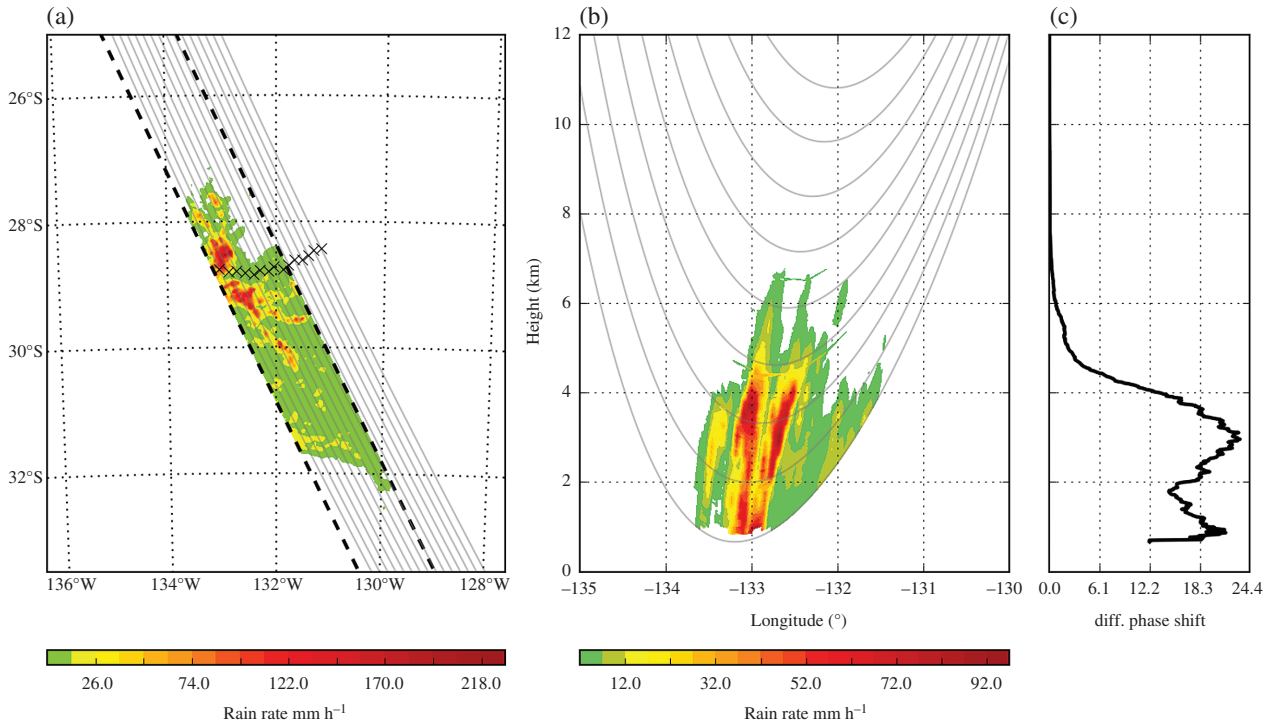 (a)
(b)
(c)
26°S
28°S
30°S
32°S
136°W
134°W
132°W
130°W
128°W
26.0
74.0
122.0
170.0
218.0
Rain rate mm h⁻¹
12
10
8
6
4
2
0
Height (km)
−135
−134
−133
−132
−131
−130
Longitude (°)
12.0
32.0
52.0
72.0
92.0
Rain rate mm h⁻¹
0.0
6.1
12.2
18.3
24.4
diff. phase shift